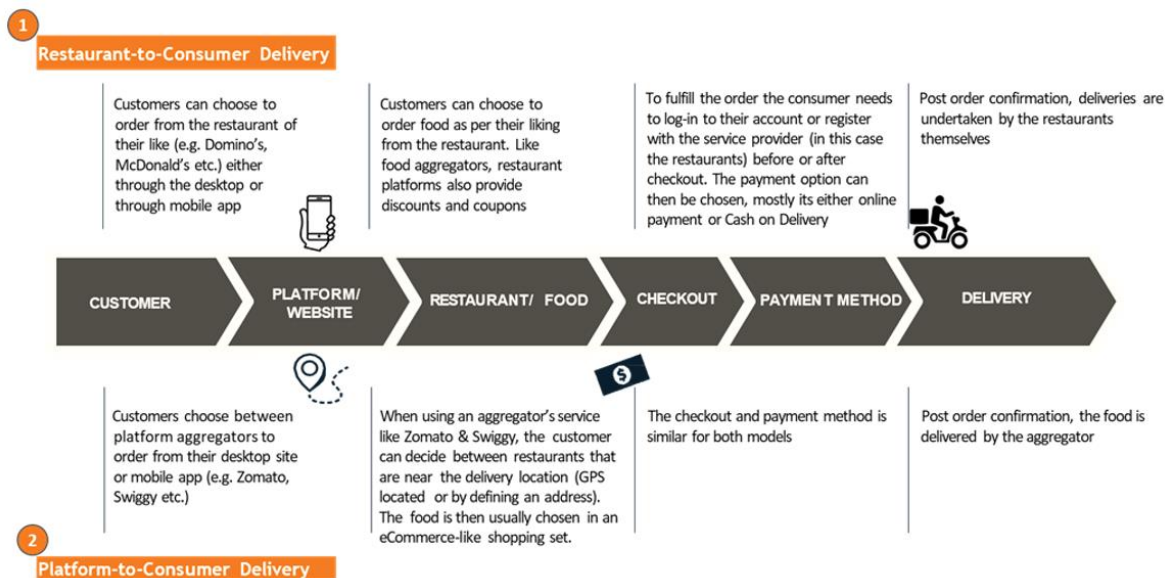 1
Restaurant-to-Consumer Delivery
Customers can choose to
order from the restaurant of
their like (e.g. Domino's,
McDonald's etc.) either
through the desktop or
through mobile app
Customers can choose to
order food as per their liking
from the restaurant. Like
food aggregators, restaurant
platforms also provide
discounts and coupons
To fulfill the order the consumer needs
to log-in to their account or register
with the service provider (in this case
the restaurants) before or after
checkout. The payment option can
then be chosen, mostly its either online
payment or Cash on Delivery
Post order confirmation, deliveries are
undertaken by the restaurants
themselves
CUSTOMER
PLATFORM/
WEBSITE
RESTAURANT/ FOOD
CHECKOUT
PAYMENT METHOD
DELIVERY
$
Customers choose between
platform aggregators to
order from their desktop site
or mobile app (e.g. Zomato,
Swiggy etc.)
When using an aggregator's service
like Zomato & Swiggy, the customer
can decide between restaurants that
are near the delivery location (GPS
located or by defining an address).
The food is then usually chosen in an
eCommerce-like shopping set.
The checkout and payment method is
similar for both models
Post order confirmation, the food is
delivered by the aggregator
2
Platform-to-Consumer Delivery